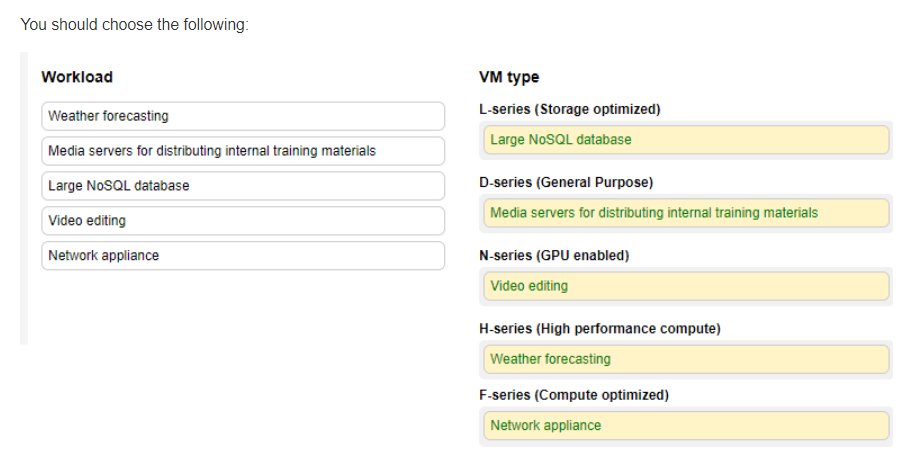 You should choose the following:
Workload
Weather forecasting
Media servers for distributing internal training materials
Large NoSQL database
Video editing
Network appliance
VM type
L-series (Storage optimized)
Large NoSQL database
D-series (General Purpose)
Media servers for distributing internal training materials
N-series (GPU enabled)
Video editing
H-series (High performance compute)
Weather forecasting
F-series (Compute optimized)
Network appliance